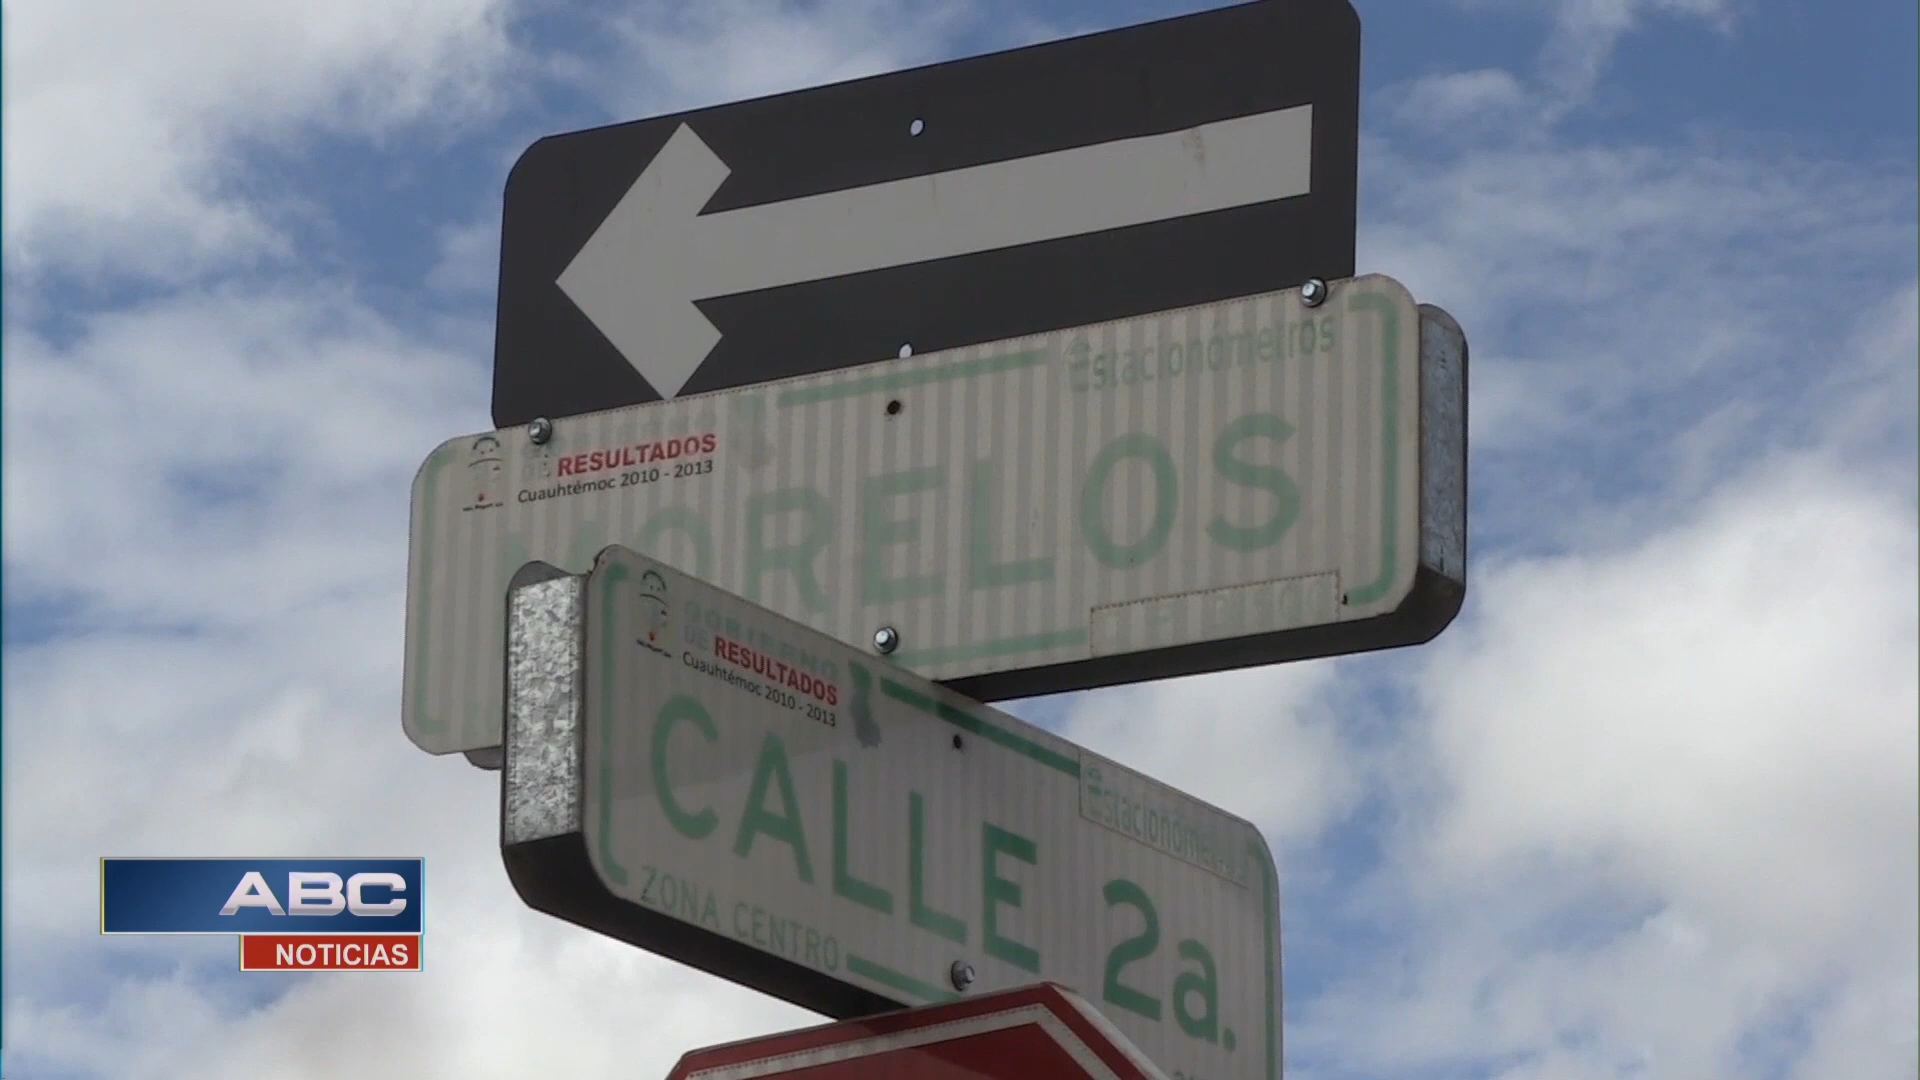 Estacionómetros
RESULTADOS
Cuauhtémoc 2010 - 2013
MORELOS
GOBIERNO
DE RESULTADOS
Cuauhtémoc 2010 - 2013
Estacionómetros
CALLE 2a.
ZONA CENTRO
ABC
NOTICIAS